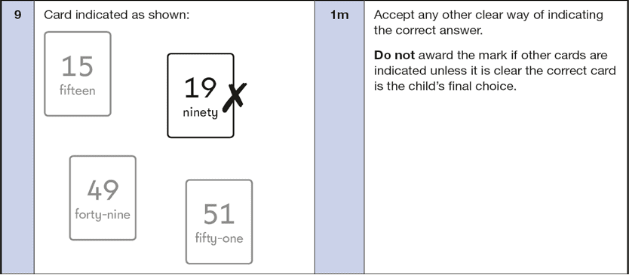 9 Card indicated as shown: 1m Accept any other clear way of indicating
the correct answer.
Do not award the mark if other cards are
indicated unless it is clear the correct card
is the child's final choice.
15
fifteen
19
ninety
49
forty-nine
51
fifty-one